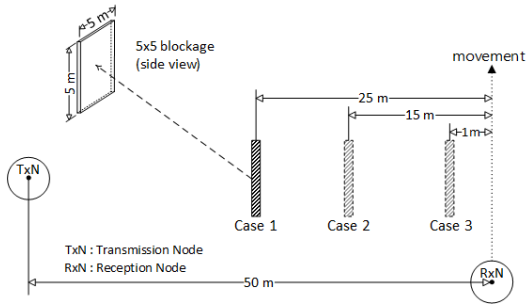 5 m
5 m
5x5 blockage
(side view)
movement
25 m
15 m
1m
TxN
Case 1
Case 2
Case 3
TxN : Transmission Node
RxN : Reception Node
50 m
RxN